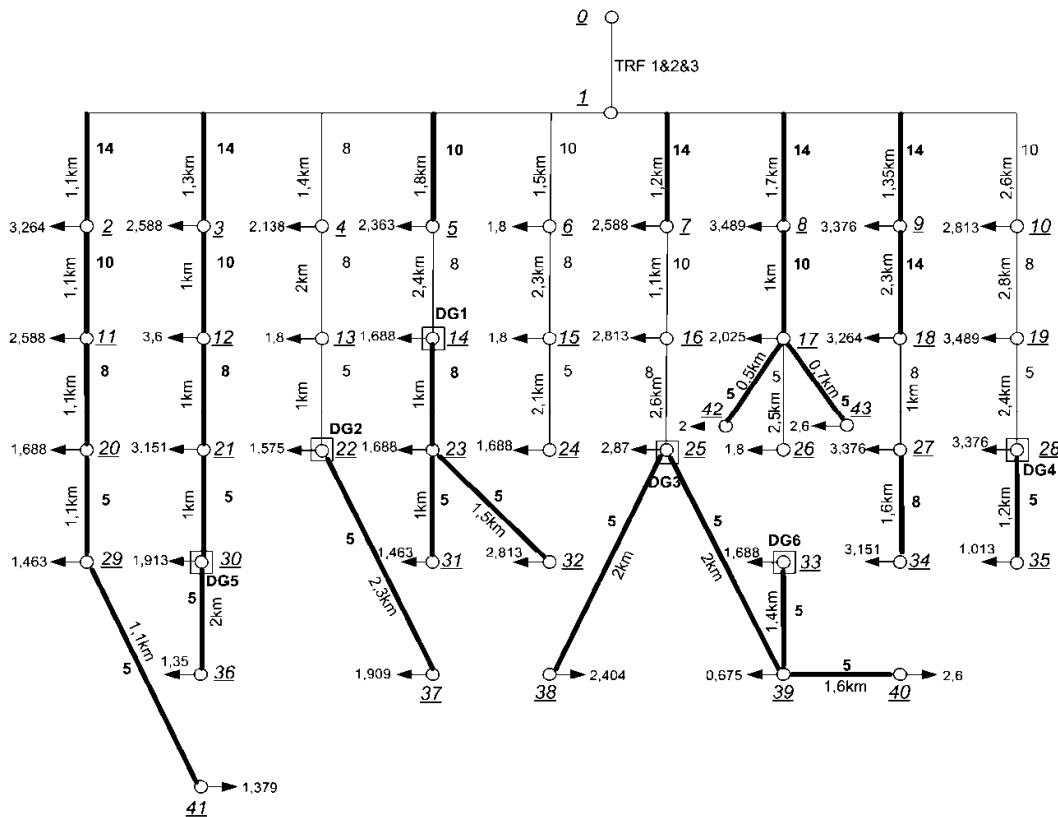 0
TRF 1&2&3
1
14 14 8 10 10 14 14 14 10
1,1km 1,3km 1,4km 1,8km 1,5km 1,2km 1,7km 1,35km 2,6km
3,264 2 2,588 3 2.138 4 2,363 5 1,8 6 2,588 7 3,489 8 3,376 9 2,813 10
10 10 8 8 8 10 10 14 8
1,1km 1km 2km 2,4km 2,3km 1,1km 1km 2,3km 2,8km
DG1
2,588 11 3,6 12 1,8 13 1,688 14 1,8 15 2,813 16 2,025 17 3,264 18 3,489 19
8 8 5 8 5 8 5 8 5
1,1km 1km 1km 1km 2,1km 2,6km 0,5km 2,5km 0,7km 1km 2,4km
5 42 5 43
2 2,6
DG2
1,688 20 3.151 21 1,575 22 1,688 23 1,688 24 2,87 25 1,8 26 3,376 27 3,376 28
DG3 DG4
5 5 5 5 5 5 5 8 5
1,1km 1km 2,3km 1km 1,5km 2km 2km 1,6km 1,2km
DG6
1,463 29 1,913 30 1,463 31 2,813 32 1,688 33 3,151 34 1.013 35
DG5
5 2km 1.4km 5
1,1km 5
1,35 36 1,909 37 38 2,404 0,675 39 5 1,6km 40 2,6
41 1,379